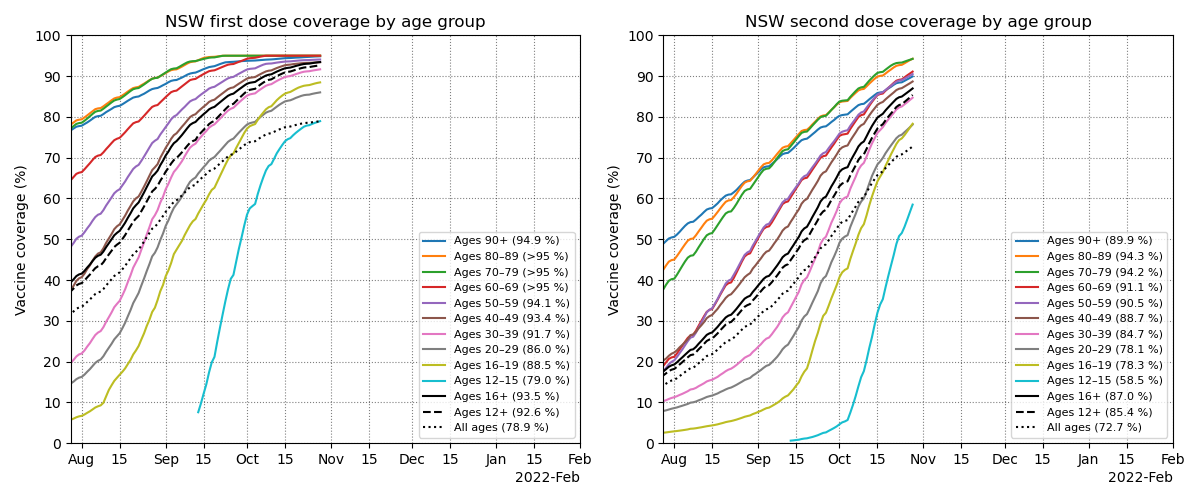 NSW first dose coverage by age group
Vaccine coverage (%)
100
90
80
70
60
50
40
30
20
10
0
Ages 90+ (94.9 %)
Ages 80–89 (>95 %)
Ages 70–79 (>95 %)
Ages 60–69 (>95 %)
Ages 50–59 (94.1 %)
Ages 40–49 (93.4 %)
Ages 30–39 (91.7 %)
Ages 20–29 (86.0 %)
Ages 16–19 (88.5 %)
Ages 12–15 (79.0 %)
Ages 16+ (93.5 %)
Ages 12+ (92.6 %)
All ages (78.9 %)
Aug 15 Sep 15 Oct 15 Nov 15 Dec 15 Jan 15 Feb
2022-Feb
NSW second dose coverage by age group
Vaccine coverage (%)
100
90
80
70
60
50
40
30
20
10
0
Ages 90+ (89.9 %)
Ages 80–89 (94.3 %)
Ages 70–79 (94.2 %)
Ages 60–69 (91.1 %)
Ages 50–59 (90.5 %)
Ages 40–49 (88.7 %)
Ages 30–39 (84.7 %)
Ages 20–29 (78.1 %)
Ages 16–19 (78.3 %)
Ages 12–15 (58.5 %)
Ages 16+ (87.0 %)
Ages 12+ (85.4 %)
All ages (72.7 %)
Aug 15 Sep 15 Oct 15 Nov 15 Dec 15 Jan 15 Feb
2022-Feb